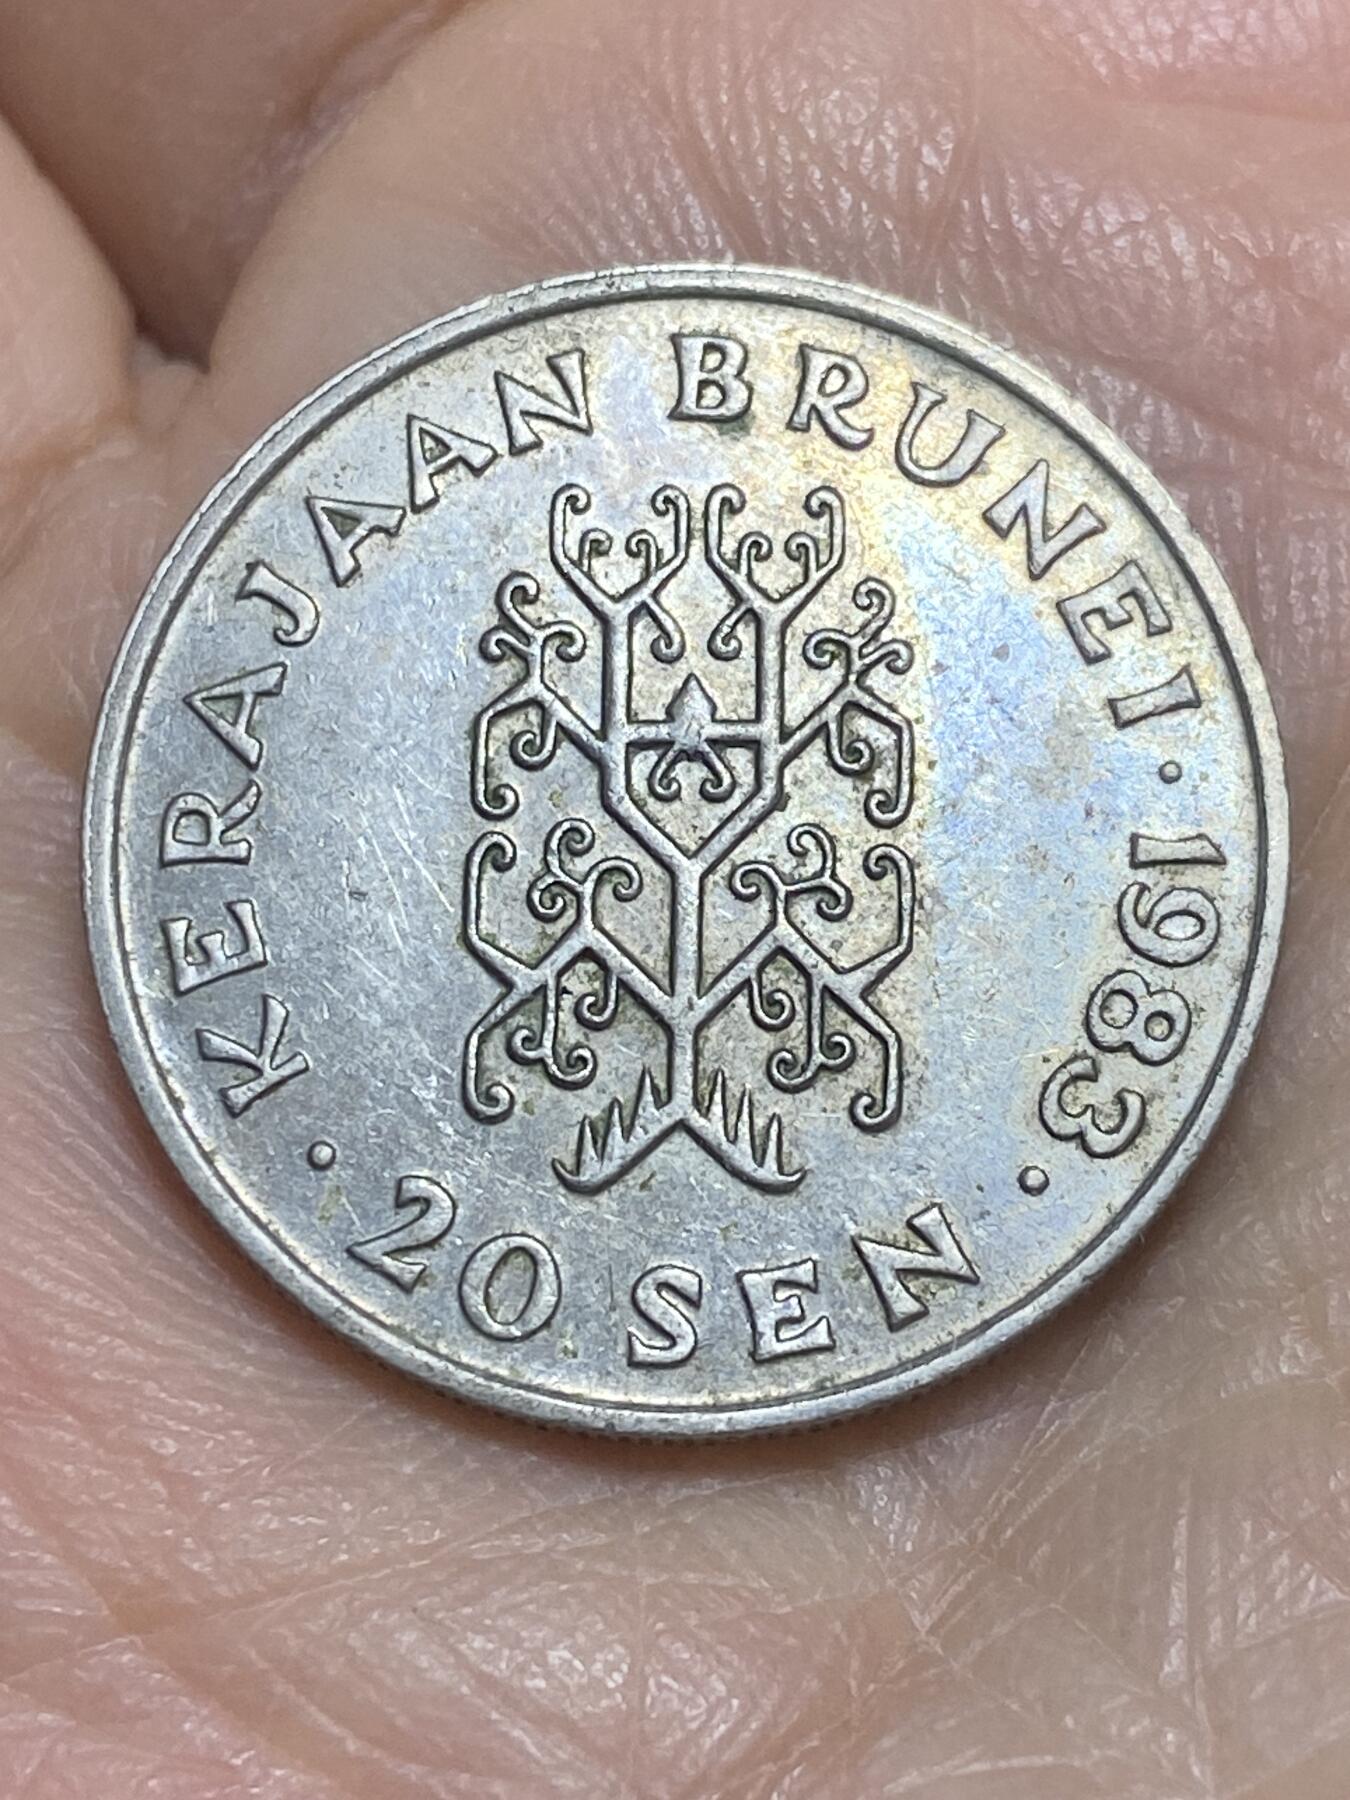 KERAJAAN BRUNEI · 1983 ·
20 SEN ·